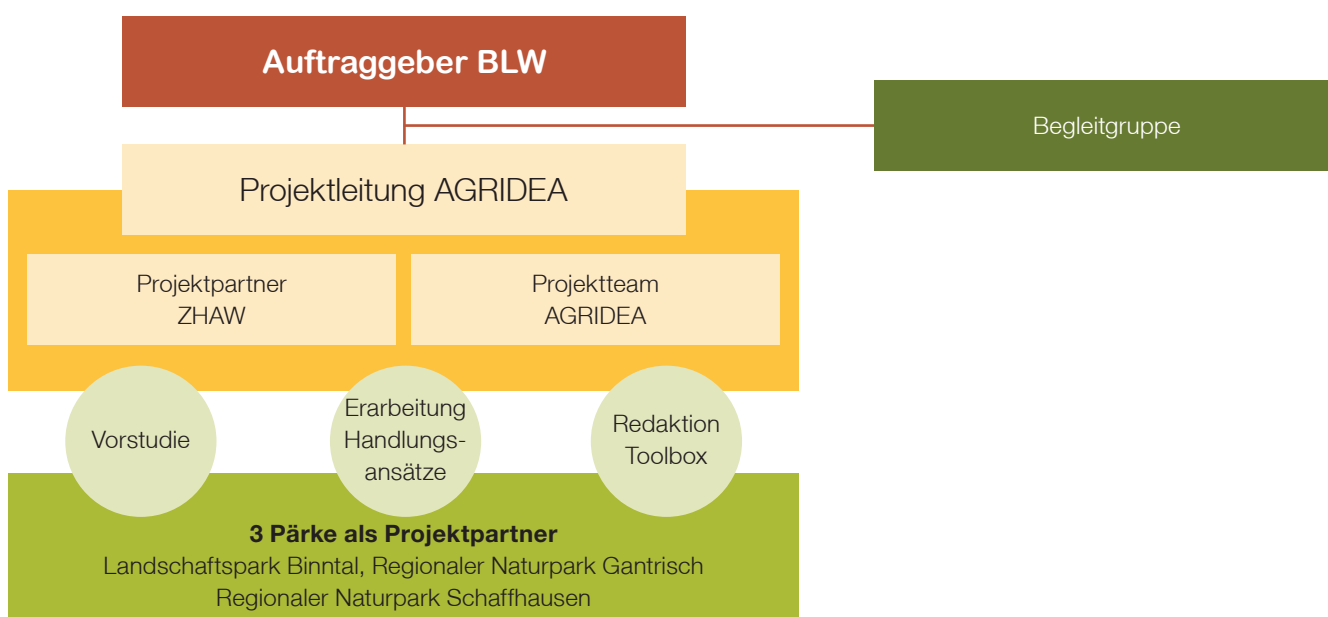 Auftraggeber BLW
Begleitgruppe
Projektleitung AGRIDEA
Projektpartner
ZHAW
Projektteam
AGRIDEA
Vorstudie
Erarbeitung
Handlungs-
ansätze
Redaktion
Toolbox
3 Pärke als Projektpartner
Landschaftspark Binntal, Regionaler Naturpark Gantrisch
Regionaler Naturpark Schaffhausen